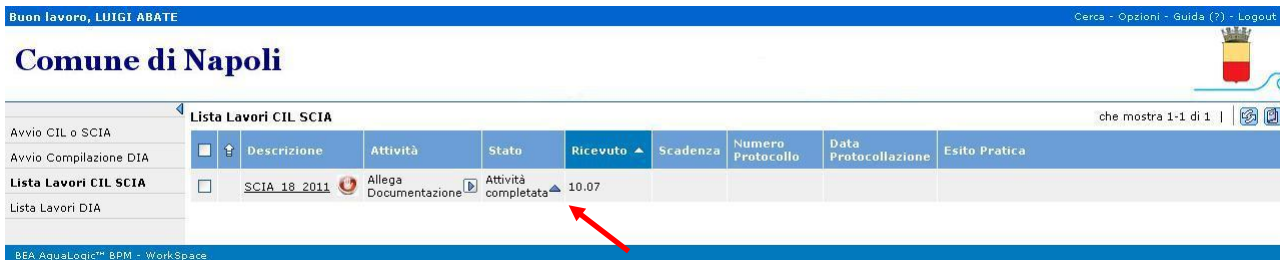 Buon lavoro, LUIGI ABATE
Cerca - Opzioni - Guida (?) - Logout
Comune di Napoli
Avvio CIL o SCIA
Avvio Compilazione DIA
Lista Lavori CIL SCIA
Lista Lavori DIA
Lista Lavori CIL SCIA
che mostra 1-1 di 1 |
Descrizione Attività Stato Ricevuto Scadenza Numero Protocollo Data Protocollazione Esito Pratica
SCIA 18 2011 Allega Documentazione Attività completata 10.07
BEA AquaLogic™ BPM - WorkSpace